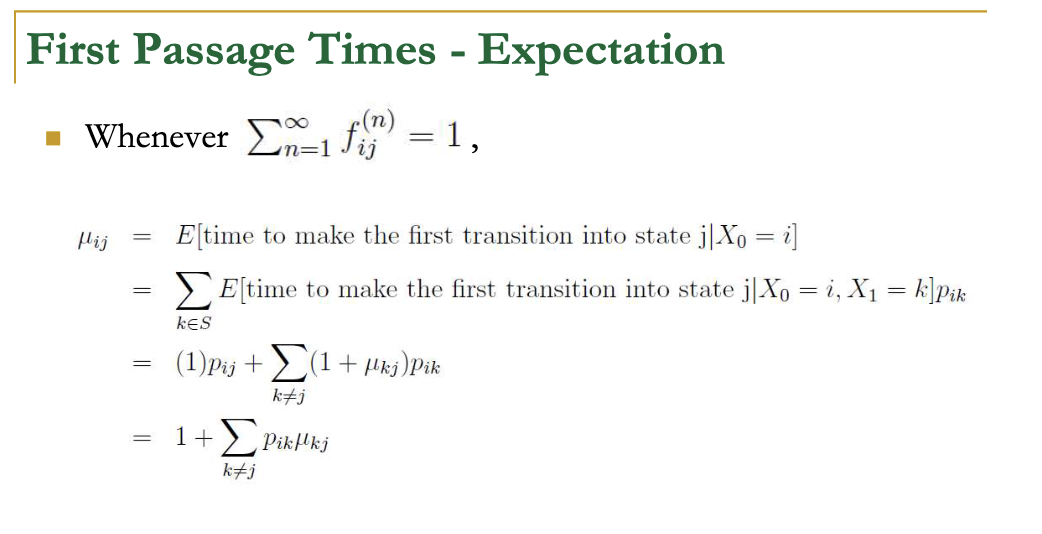 First Passage Times - Expectation
Whenever $\sum_{n=1}^{\infty} f_{ij}^{(n)} = 1$ ,
$\mu_{ij}$ = $E$[time to make the first transition into state j|$X_0 = i$]
= $\sum_{k \in S} E$[time to make the first transition into state j|$X_0 = i, X_1 = k$]$p_{ik}$
= $(1)p_{ij} + \sum_{k \neq j} (1 + \mu_{kj})p_{ik}$
= $1 + \sum_{k \neq j} p_{ik}\mu_{kj}$